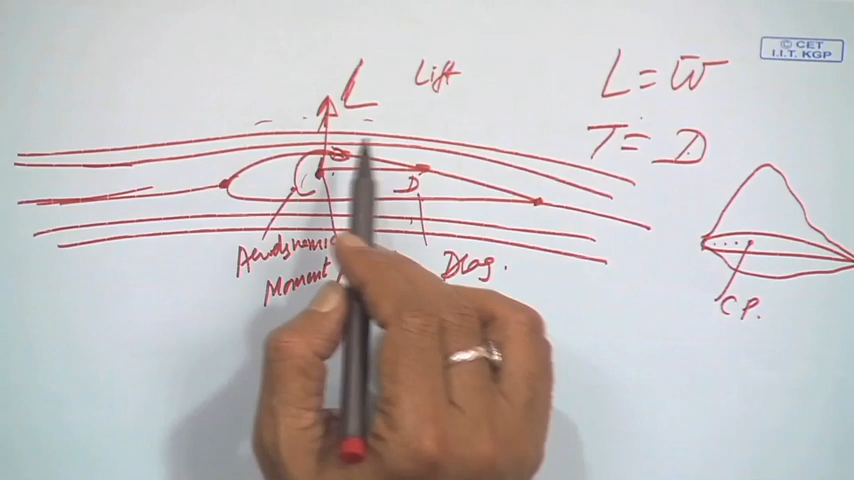 © CET
I.I.T. KGP
L Lift
L = W
T = D
D
Aerodynamic
Moment
Drag.
C P.